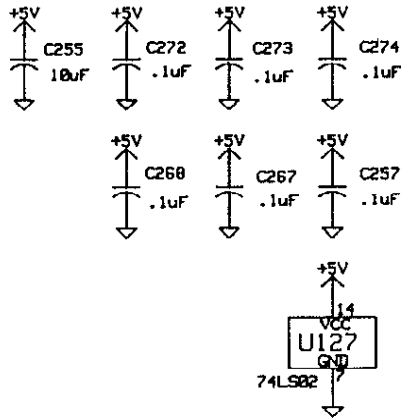 +5V +5V +5V +5V
C255 C272 C273 C274
10uF .1uF .1uF .1uF
+5V +5V +5V
C260 C267 C257
.1uF .1uF .1uF
+5V
14
VCC
U127
GND
74LS02 7